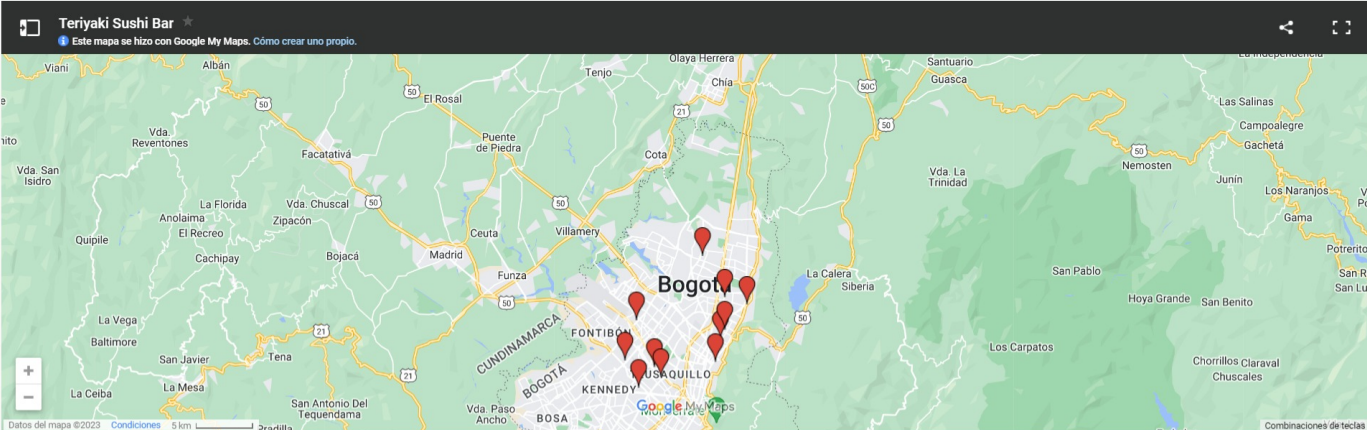 Teriyaki Sushi Bar
Este mapa se hizo con Google My Maps. Cómo crear uno propio.
Viani
Albán
Tenjo
Olaya Herrera
Chía
Santuario
Guasca
50
50
El Rosal
21
50C
50
Las Salinas
Campoalegre
Vda.
Reventones
Puente
de Piedra
Facatativá
Cota
50
Nemosten
Gachetá
Vda. San
Isidro
Vda. La
Trinidad
Junín
Los Naranjos
La Florida
Vda. Chuscal
50
50
Anolaima
Zipacón
El Recreo
Ceuta
Villamery
Gama
Quipile
Cachipay
Bojacá
Madrid
Potrerito
Funza
Bogotá
La Calera
Siberia
San Pablo
50
Hoya Grande
San Benito
La Vega
Baltimore
21
CUNDINAMARCA
FONTIBÓN
50
Los Carpatos
San Javier
Tena
Chorrillos
Claraval
Chuscales
La Mesa
21
BOGOTÁ
KENNEDY
La Ceiba
San Antonio Del
Tequendama
Vda. Paso
Ancho
BOSA
Google My Maps
Datos del mapa ©2023
Condiciones
5 km
Combinaciones de teclas